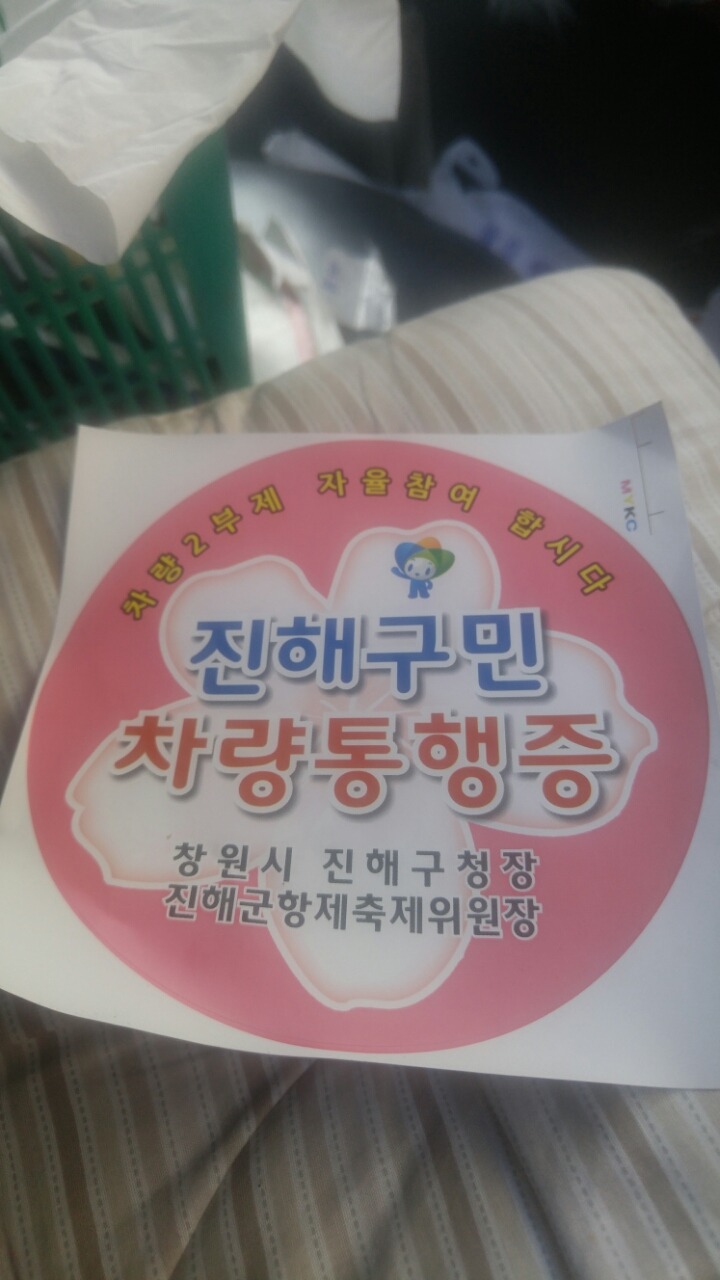 차량2부제 자율참여 합시다
MYKC
진해구민
차량통행증
창원시 진해구청장
진해군항제축제위원장